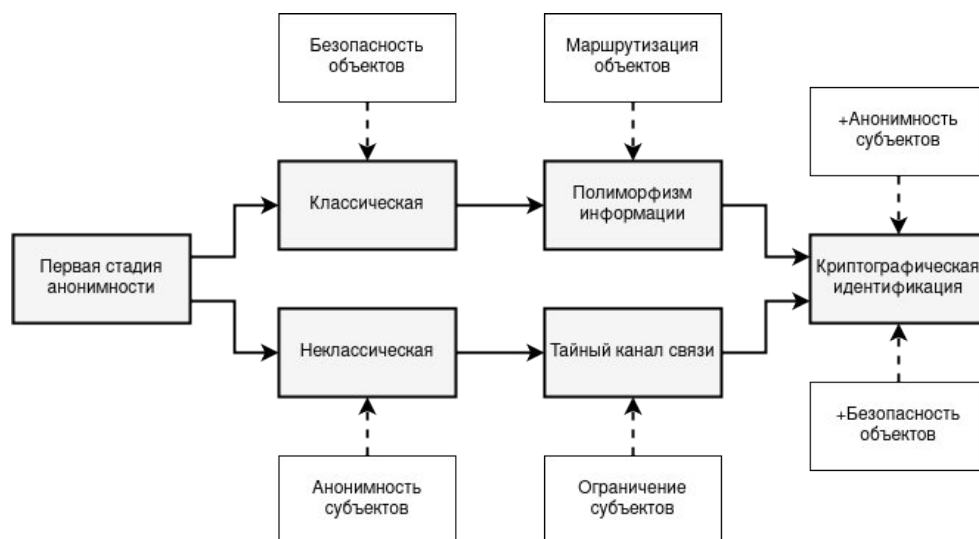 Безопасность
объектов
Маршрутизация
объектов
+Анонимность
субъектов
Классическая
Полиморфизм
информации
Первая стадия
анонимности
Криптографическая
идентификация
Неклассическая
Тайный канал связи
+Безопасность
объектов
Анонимность
субъектов
Ограничение
субъектов